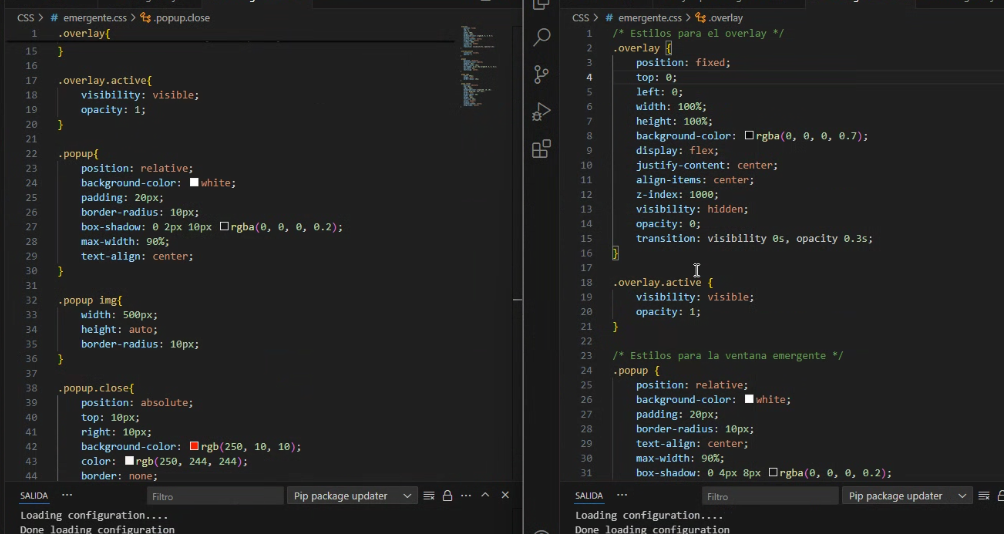 CSS > # emergente.css > .popup.close
1 .overlay{
15 }
16
17 .overlay.active{
18 visibility: visible;
19 opacity: 1;
20 }
21
22 .popup{
23 position: relative;
24 background-color: white;
25 padding: 20px;
26 border-radius: 10px;
27 box-shadow: 0 2px 10px rgba(0, 0, 0, 0.2);
28 max-width: 90%;
29 text-align: center;
30 }
31
32 .popup img{
33 width: 500px;
34 height: auto;
35 border-radius: 10px;
36 }
37
38 .popup.close{
39 position: absolute;
40 top: 10px;
41 right: 10px;
42 background-color: rgb(250, 10, 10);
43 color: rgb(250, 244, 244);
44 border: none;
SALIDA ... Filtro Pip package updater
Loading configuration....
Done loading configuration
CSS > # emergente.css > .overlay
1 /* Estilos para el overlay */
2 .overlay {
3 position: fixed;
4 top: 0;
5 left: 0;
6 width: 100%;
7 height: 100%;
8 background-color: rgba(0, 0, 0, 0.7);
9 display: flex;
10 justify-content: center;
11 align-items: center;
12 z-index: 1000;
13 visibility: hidden;
14 opacity: 0;
15 transition: visibility 0s, opacity 0.3s;
16 }
17
18 .overlay.active {
19 visibility: visible;
20 opacity: 1;
21 }
22
23 /* Estilos para la ventana emergente */
24 .popup {
25 position: relative;
26 background-color: white;
27 padding: 20px;
28 border-radius: 10px;
29 text-align: center;
30 max-width: 90%;
31 box-shadow: 0 4px 8px rgba(0, 0, 0, 0.2);
SALIDA ... Filtro Pip package updater
Loading configuration....
Done loading configuration